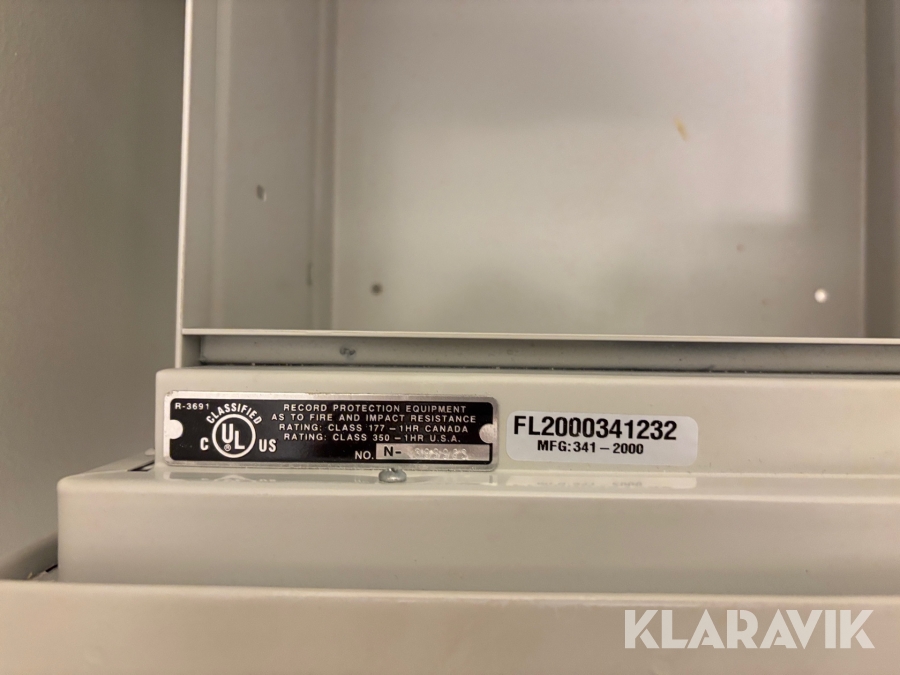 R-3691
CLASSIFIED
C UL® US
RECORD PROTECTION EQUIPMENT
AS TO FIRE AND IMPACT RESISTANCE
RATING: CLASS 177 – 1HR CANADA
RATING: CLASS 350 – 1HR U.S.A.
NO. N-
FL2000341232
MFG:341–2000
KLARAVIK